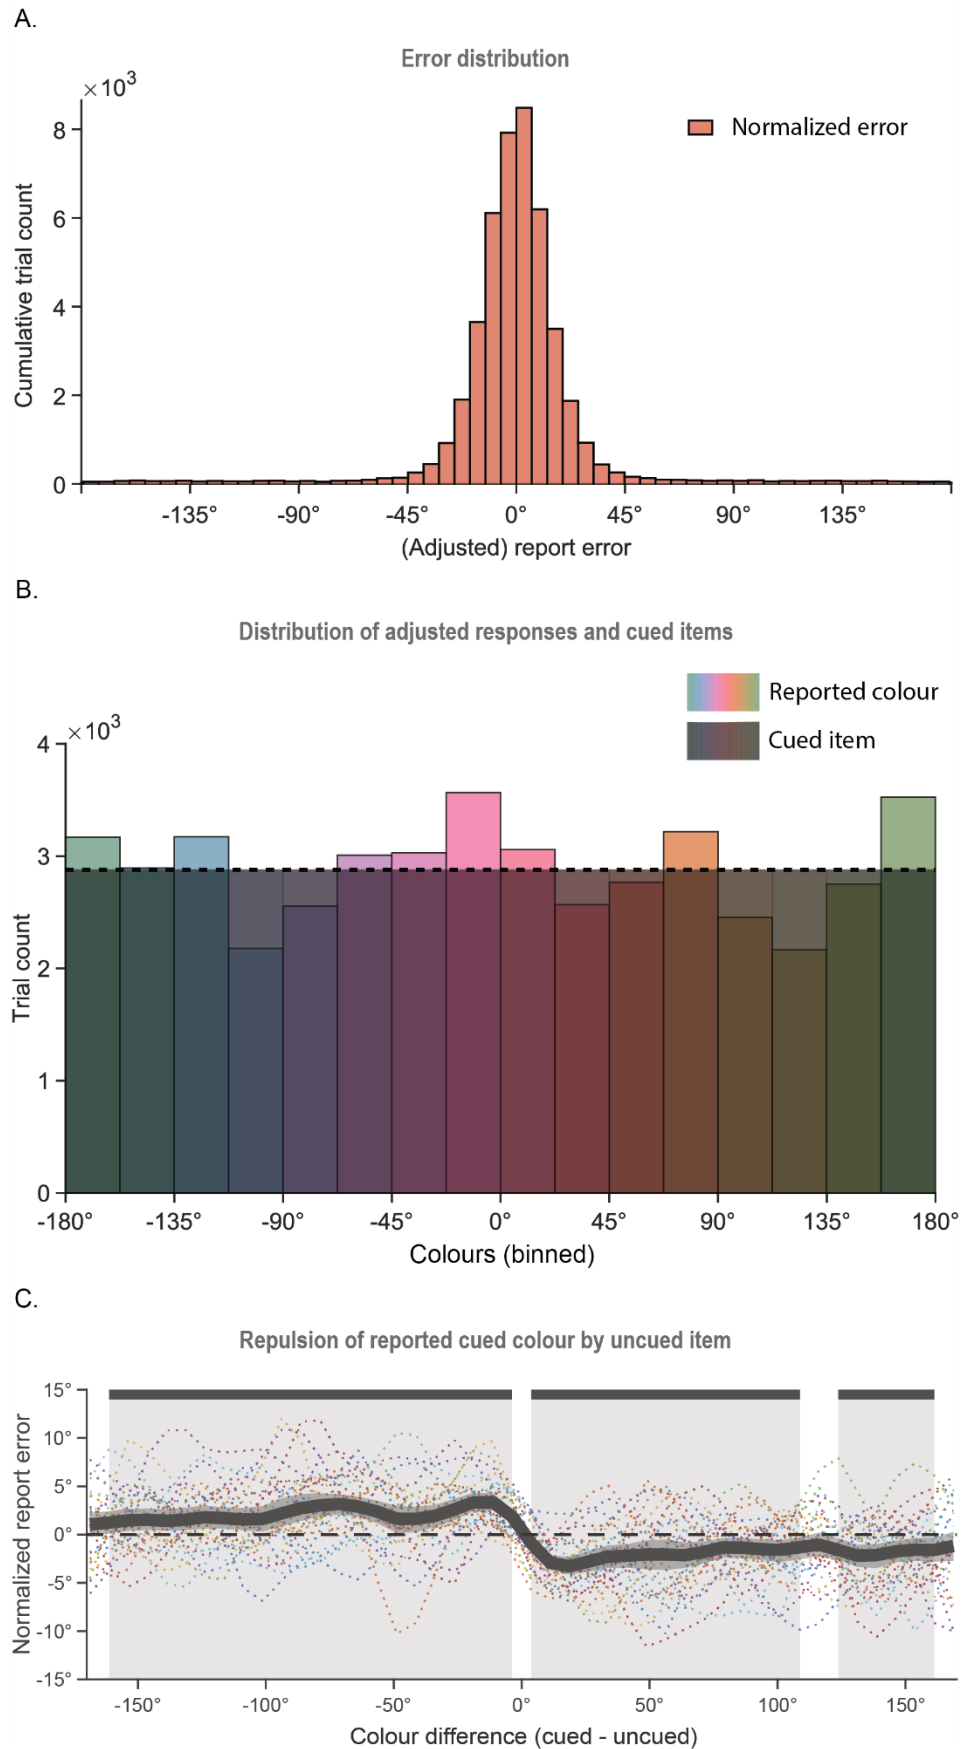 A.
Error distribution
×10³
Normalized error
8
6
4
2
0
Cumulative trial count
-135° -90° -45° 0° 45° 90° 135°
(Adjusted) report error
B.
Distribution of adjusted responses and cued items
Reported colour
Cued item
×10³
4
3
2
1
0
Trial count
-180° -135° -90° -45° 0° 45° 90° 135° 180°
Colours (binned)
C.
Repulsion of reported cued colour by uncued item
15°
10°
5°
0°
-5°
-10°
-15°
Normalized report error
-150° -100° -50° 0° 50° 100° 150°
Colour difference (cued - uncued)